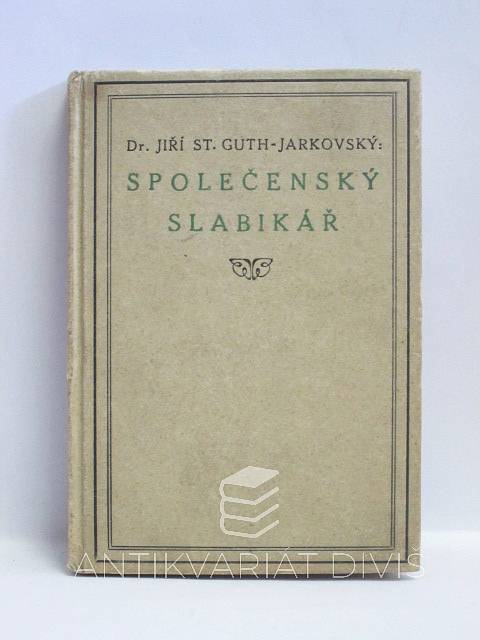 Dr. JIŘÍ ST. GUTH-JARKOVSKÝ:
SPOLEČENSKÝ
SLABIKÁŘ
ANTIKVARIÁT DIVIŠ